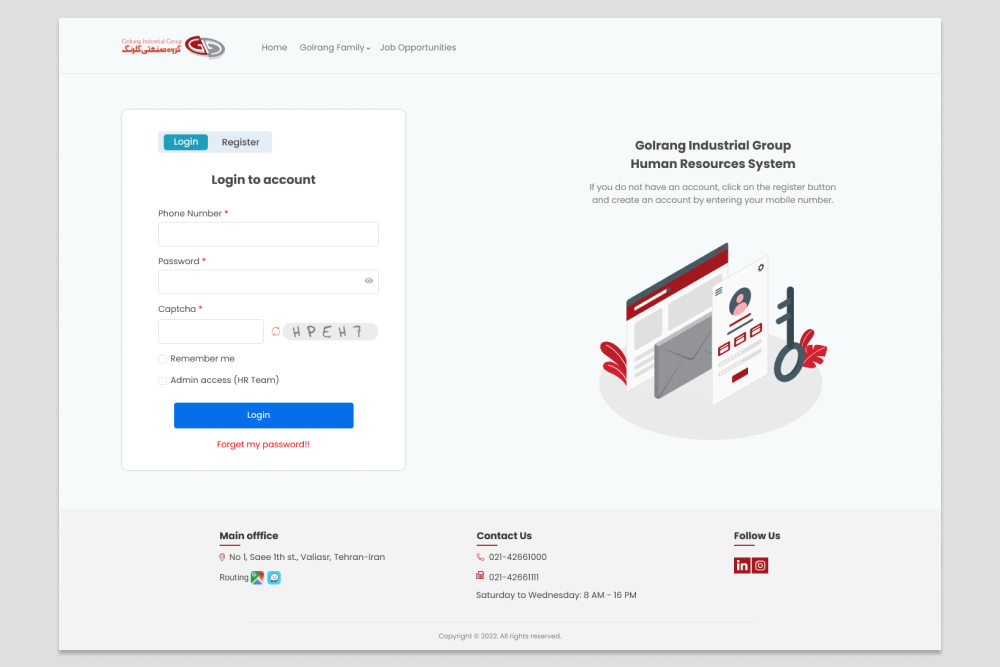 Golrang Industrial Group
گروه صنعتی گلرنگ
Home
Golrang Family
Job Opportunities
Login
Register
Login to account
Phone Number *
Password *
Captcha *
HPEH7
Remember me
Admin access (HR Team)
Login
Forget my password!!
Golrang Industrial Group
Human Resources System
If you do not have an account, click on the register button
and create an account by entering your mobile number.
Main offfice
No 1, Saee 1th st., Valiasr, Tehran-Iran
Routing
Contact Us
021-42661000
021-42661111
Saturday to Wednesday: 8 AM - 16 PM
Follow Us
in
Copyright © 2022. All rights reserved.